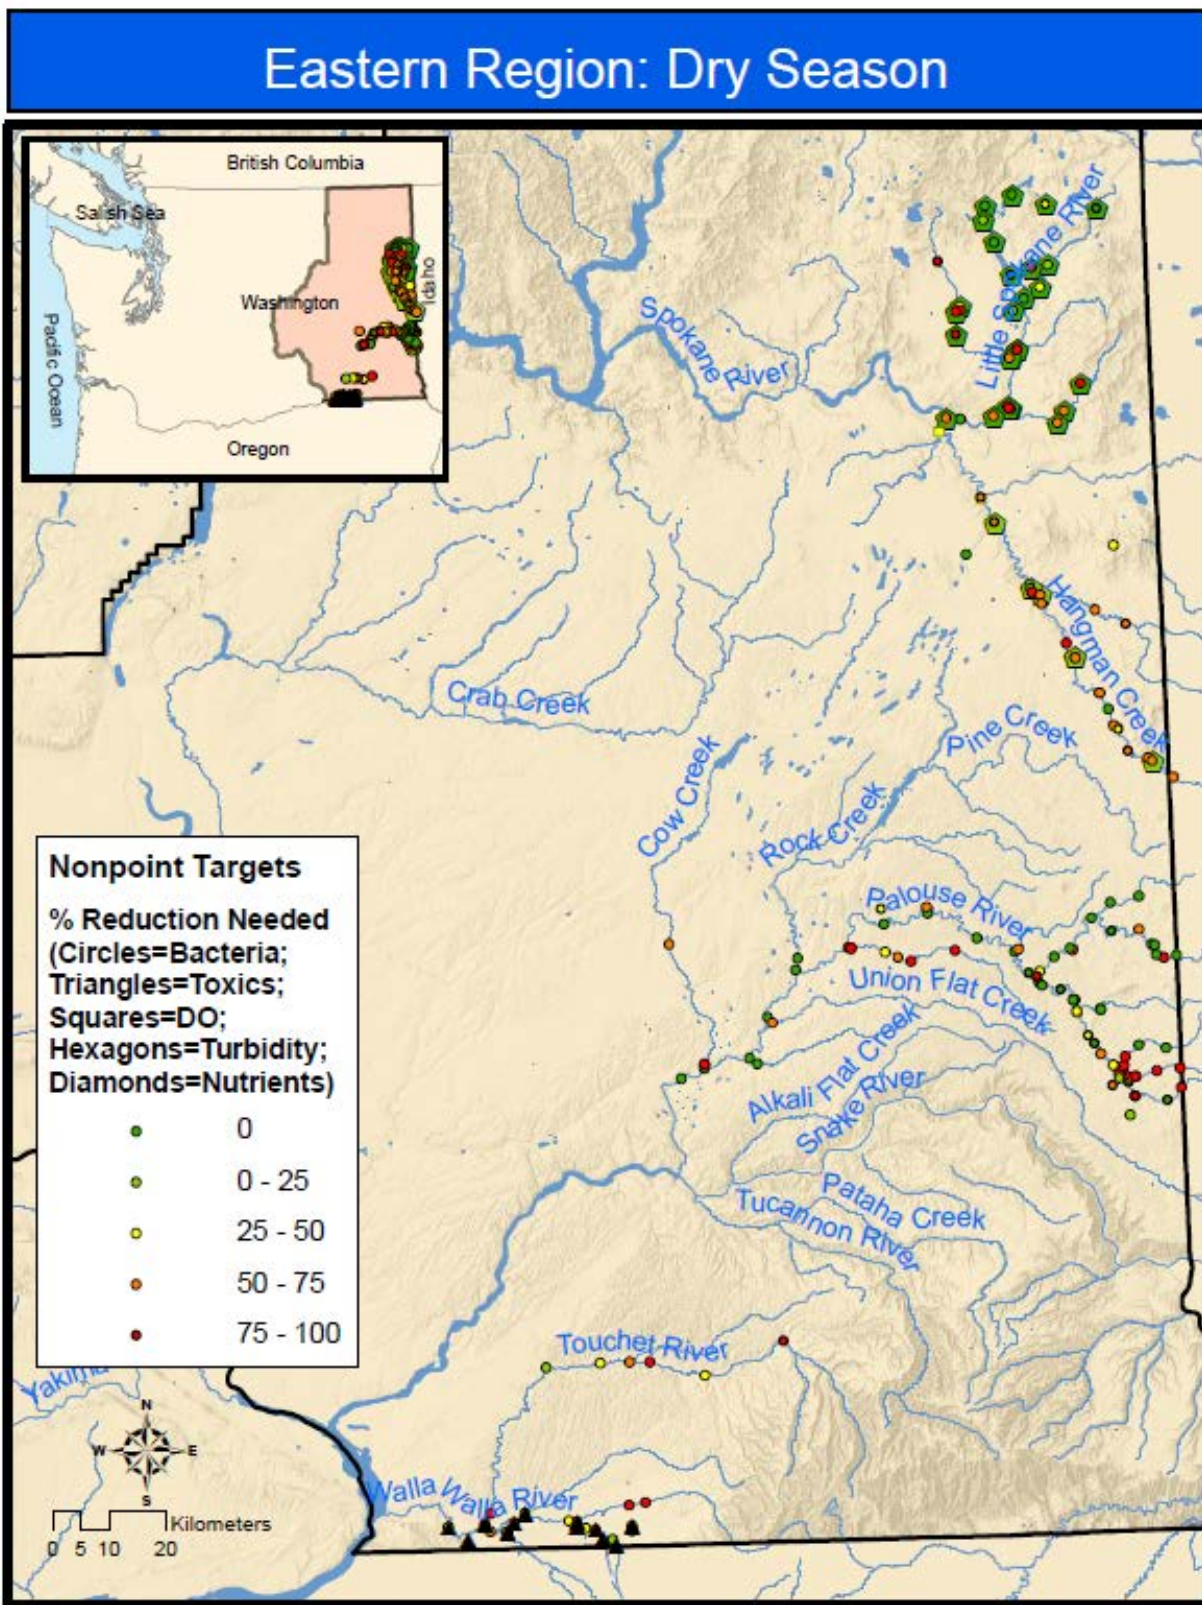 Eastern Region: Dry Season
British Columbia
Salish Sea
Washington
Idaho
Pacific Ocean
Oregon
Little Spokane River
Spokane River
Hangman Creek
Crab Creek
Pine Creek
Cow Creek
Rock Creek
Palouse River
Union Flat Creek
Alkali Flat Creek
Snake River
Pataha Creek
Tucannon River
Touchet River
Walla Walla River
Nonpoint Targets
% Reduction Needed
(Circles=Bacteria;
Triangles=Toxics;
Squares=DO;
Hexagons=Turbidity;
Diamonds=Nutrients)
0
0 - 25
25 - 50
50 - 75
75 - 100
N
W E
S
Kilometers
0 5 10 20